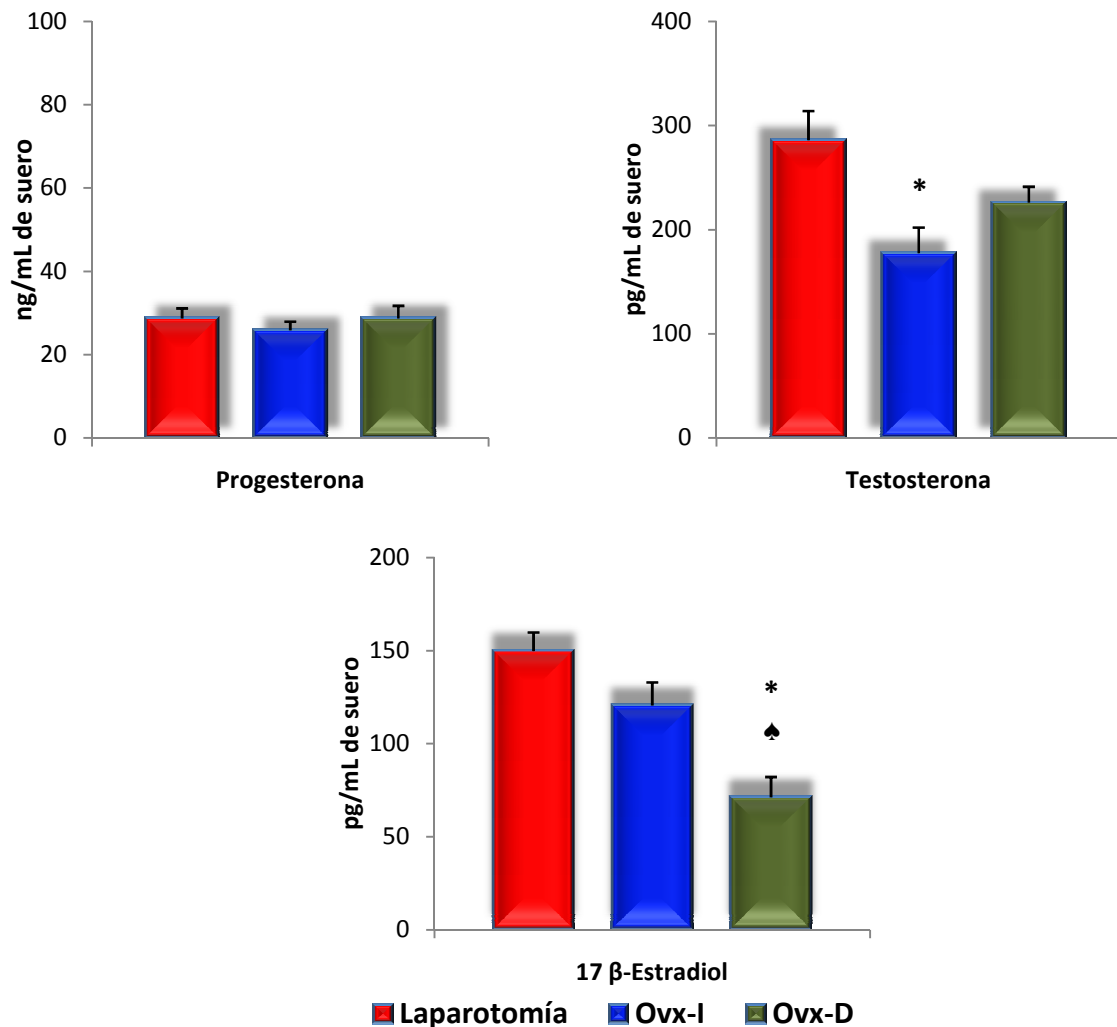 100
80
60
40
20
0
ng/mL de suero
Progesterona
400
300
200
100
0
pg/mL de suero
*
Testosterona
200
150
100
50
0
pg/mL de suero
*
♠
17 β-Estradiol
Laparotomía Ovx-I Ovx-D